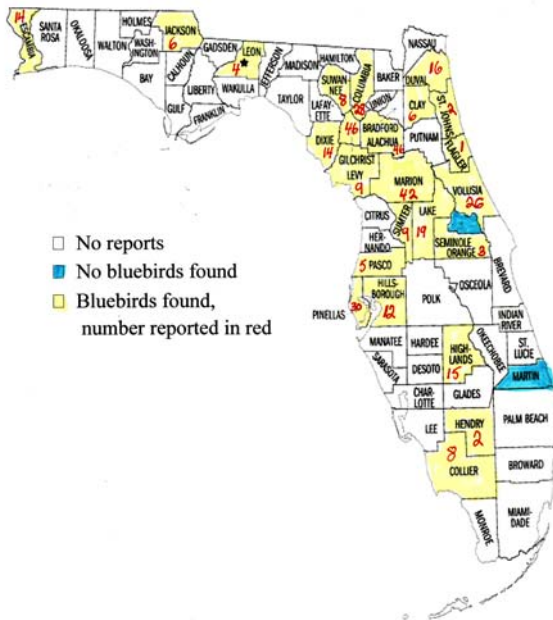 14
ESCAMBIA
SANTA
ROSA
OKALOOSA
WALTON
HOLMES
WASH-
INGTON
BAY
JACKSON
6
CALHOUN
GULF
GADSDEN
LIBERTY
FRANKLIN
LEON
4
WAKULLA
JEFFERSON
MADISON
TAYLOR
HAMILTON
SUWAN-
NEE
8
LAFAY-
ETTE
COLUMBIA
BAKER
UNION
NASSAU
DUVAL
16
CLAY
6
ST. JOHNS
BRADFORD
46
ALACHUA
DIXIE
14
GILCHRIST
LEVY
9
PUTNAM
FLAGLER
1
MARION
42
VOLUSIA
26
CITRUS
SUMTER
9
LAKE
19
HER-
NANDO
SEMINOLE
ORANGE
3
BREVARD
5
PASCO
PINELLAS
30
HILLS-
BOROUGH
12
POLK
OSCEOLA
INDIAN
RIVER
MANATEE
HARDEE
HIGH-
LANDS
15
OKEECHOBEE
ST.
LUCIE
SARASOTA
DESOTO
MARTIN
CHAR-
LOTTE
GLADES
LEE
HENDRY
2
PALM BEACH
8
COLLIER
BROWARD
MONROE
MIAMI-
DADE
No reports
No bluebirds found
Bluebirds found,
number reported in red